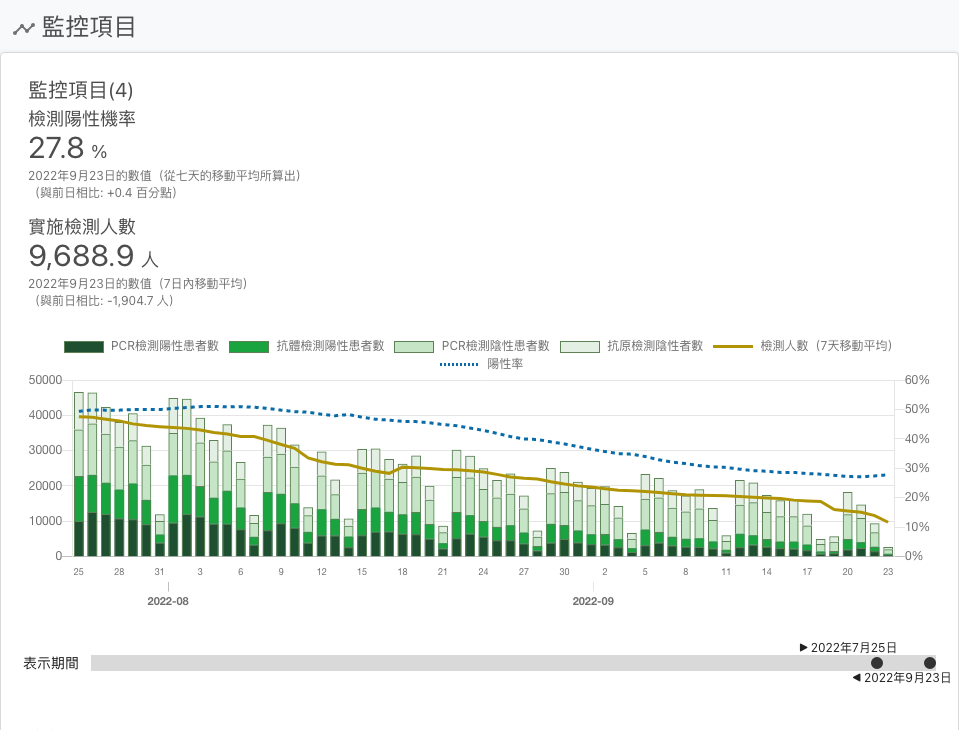 監控項目
監控項目(4)
檢測陽性機率
27.8 %
2022年9月23日的數值（從七天的移動平均所算出）
（與前日相比: +0.4 百分點）
實施檢測人數
9,688.9 人
2022年9月23日的數值（7日內移動平均）
（與前日相比: -1,904.7 人）
PCR檢測陽性患者數 抗體檢測陽性患者數 PCR檢測陰性患者數 抗原檢測陰性者數 檢測人數（7天移動平均）
陽性率
50000 60%
40000 50%
30000 40%
20000 30%
10000 20%
0 10%
0%
25 28 31 3 6 9 12 15 18 21 24 27 30 2 5 8 11 14 17 20 23
2022-08 2022-09
▶ 2022年7月25日
表示期間
◀ 2022年9月23日